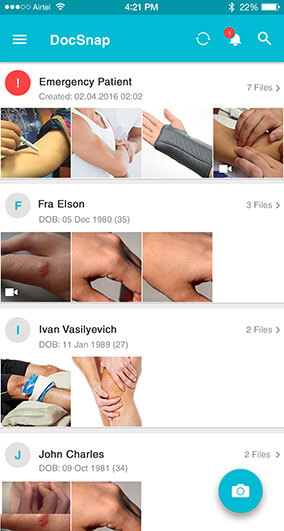 Airtel 4:21 PM 22%
DocSnap
1
! Emergency Patient
7 Files
Created: 02.04.2016 02:02
F Fra Elson
3 Files
DOB: 05 Dec 1980 (35)
I Ivan Vasilyevich
2 Files
DOB: 11 Jan 1989 (27)
J John Charles
2 Files
DOB: 09 Oct 1981 (34)